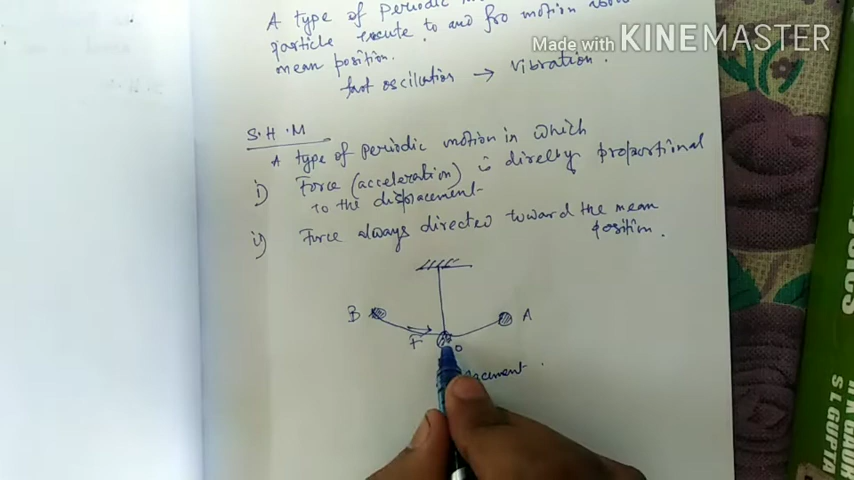 A type of periodic
particle execute to and fro motion about
mean position.
fast oscillation → vibration.
Made with KINEMASTER
S.H.M
A type of periodic motion in which
i) Force (acceleration) is direlby proportional
to the displacement
ii) Force always directed toward the mean
position.
B
A
F
O
S L GUPTA